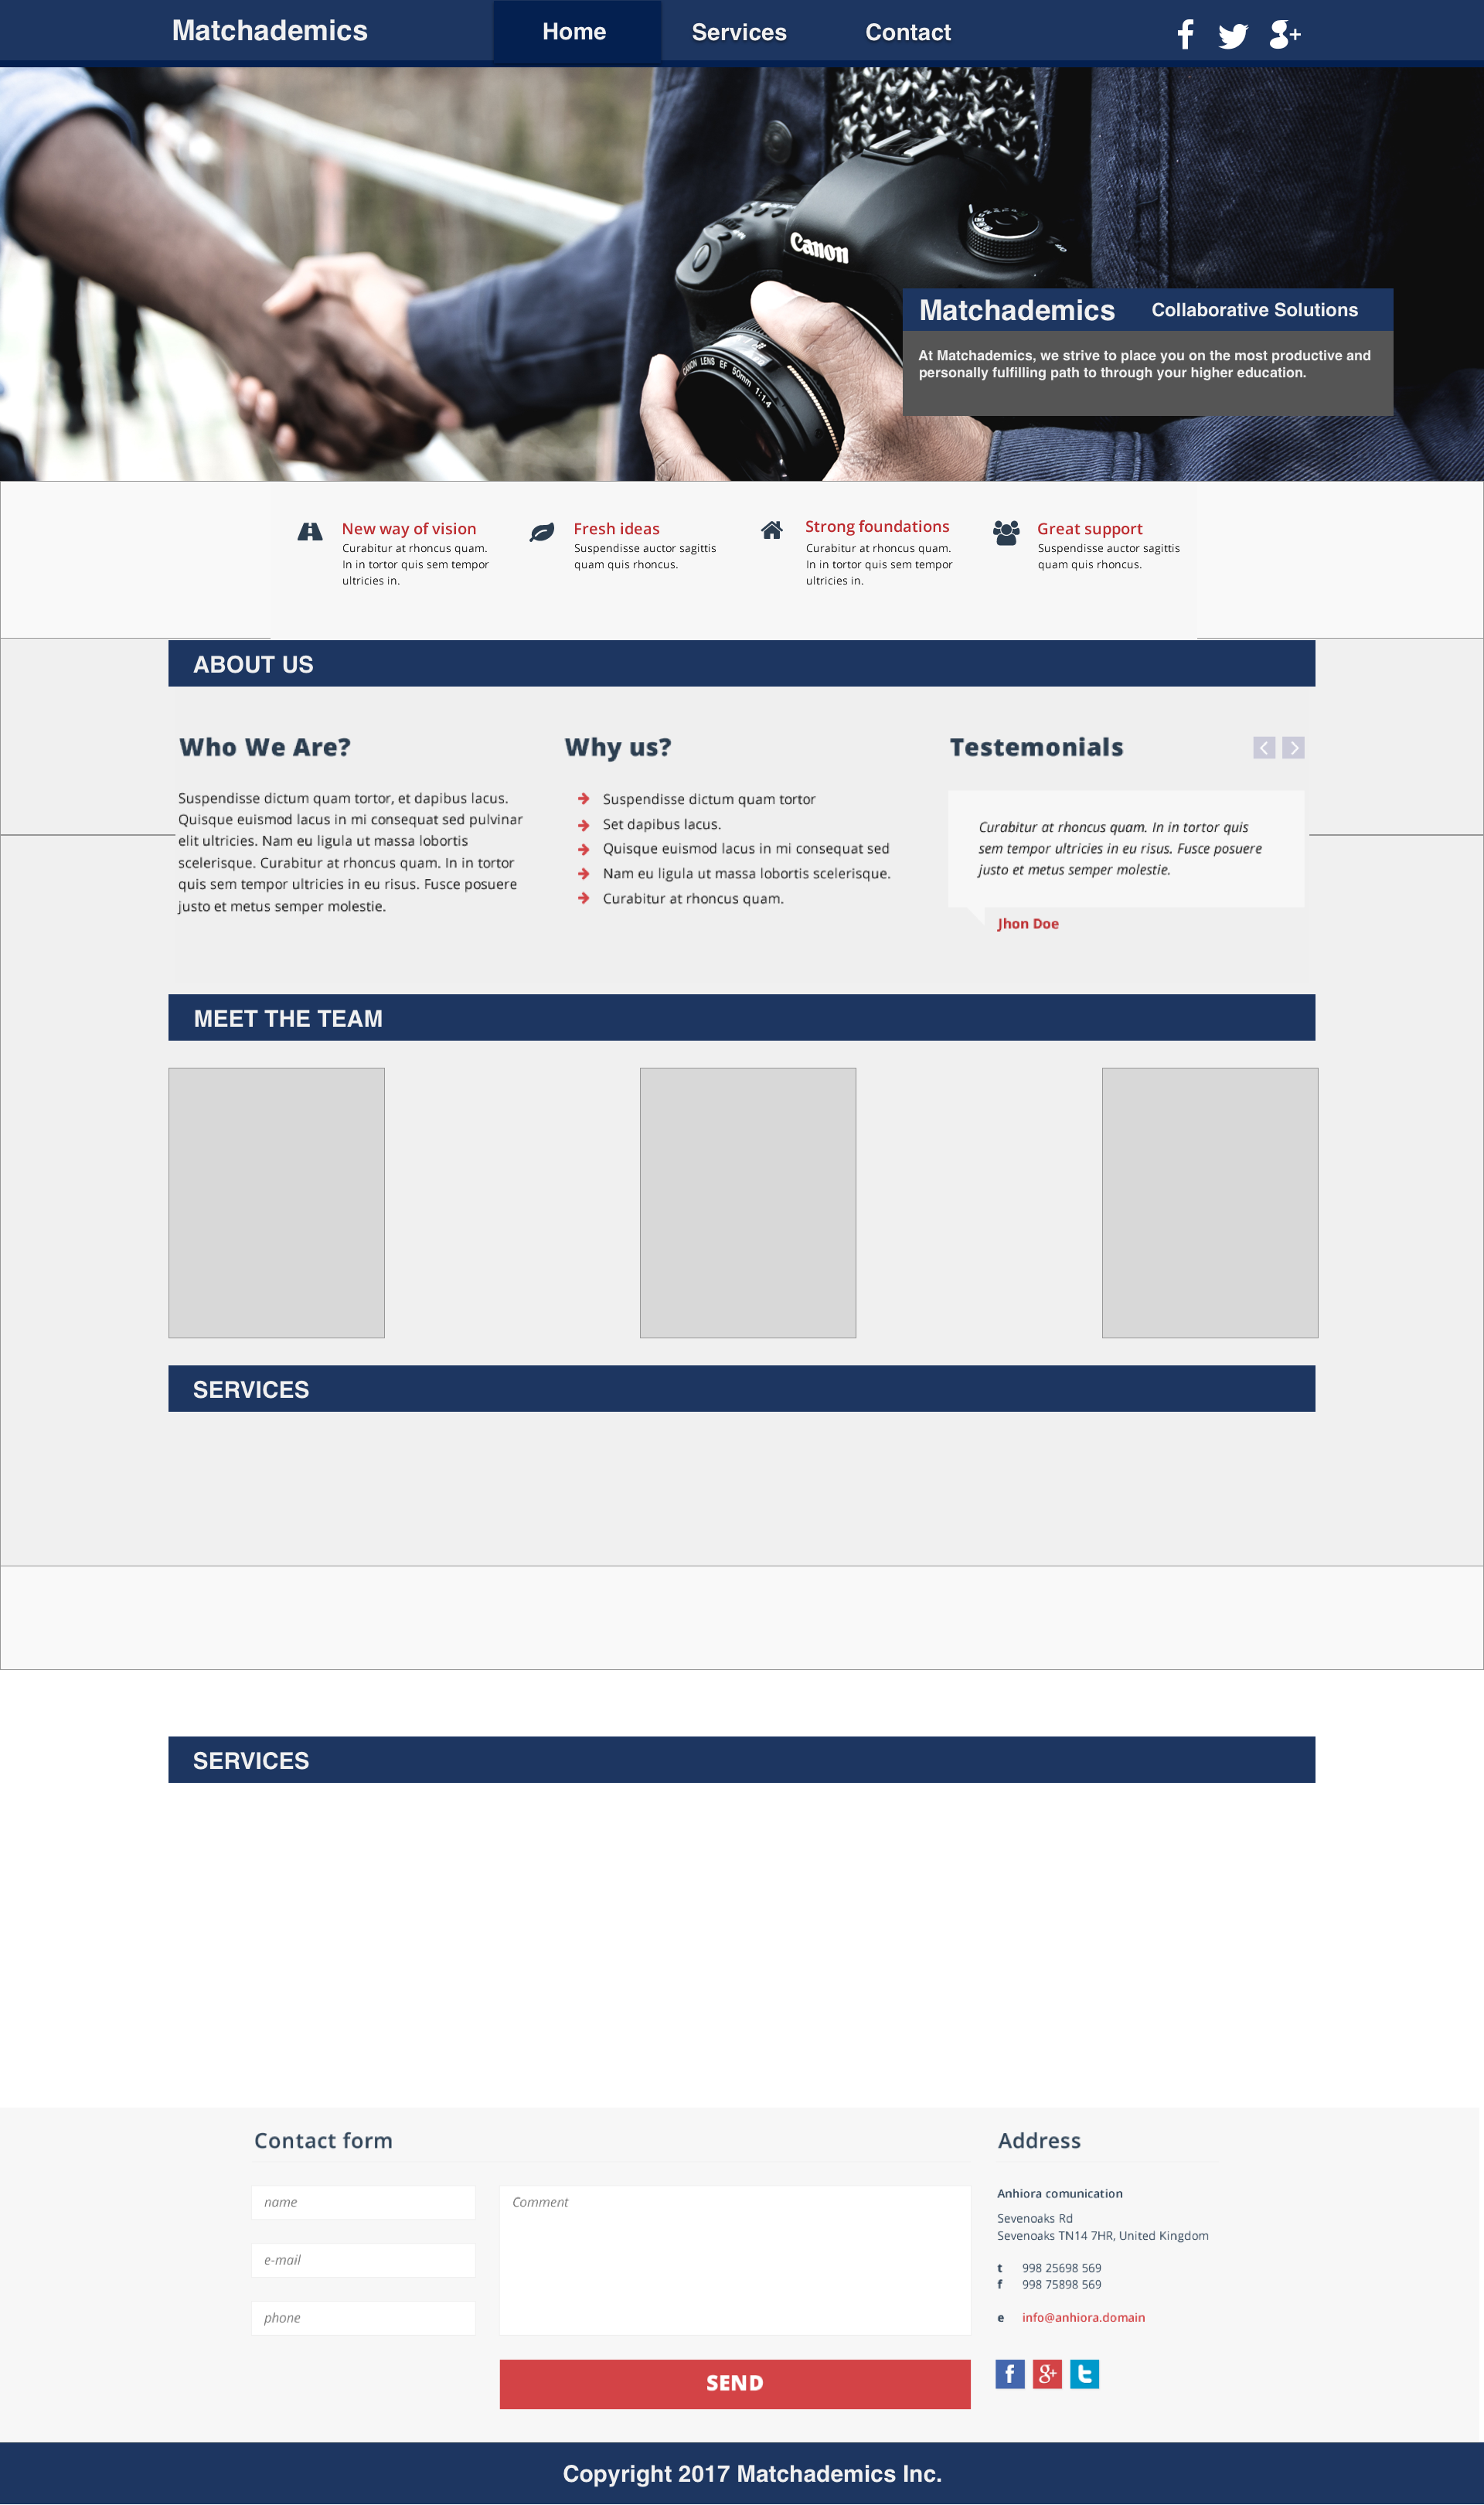 Matchademics
Home
Services
Contact
Canon
CANON LENS EF 50mm 1:1.4
Matchademics
Collaborative Solutions
At Matchademics, we strive to place you on the most productive and
personally fulfilling path to through your higher education.
New way of vision
Curabitur at rhoncus quam.
In in tortor quis sem tempor
ultricies in.
Fresh ideas
Suspendisse auctor sagittis
quam quis rhoncus.
Strong foundations
Curabitur at rhoncus quam.
In in tortor quis sem tempor
ultricies in.
Great support
Suspendisse auctor sagittis
quam quis rhoncus.
ABOUT US
Who We Are?
Suspendisse dictum quam tortor, et dapibus lacus.
Quisque euismod lacus in mi consequat sed pulvinar
elit ultricies. Nam eu ligula ut massa lobortis
scelerisque. Curabitur at rhoncus quam. In in tortor
quis sem tempor ultricies in eu risus. Fusce posuere
justo et metus semper molestie.
Why us?
Suspendisse dictum quam tortor
Set dapibus lacus.
Quisque euismod lacus in mi consequat sed
Nam eu ligula ut massa lobortis scelerisque.
Curabitur at rhoncus quam.
Testemonials
Curabitur at rhoncus quam. In in tortor quis
sem tempor ultricies in eu risus. Fusce posuere
justo et metus semper molestie.
Jhon Doe
MEET THE TEAM
SERVICES
SERVICES
Contact form
name
e-mail
phone
Comment
SEND
Address
Anhiora comunication
Sevenoaks Rd
Sevenoaks TN14 7HR, United Kingdom
t 998 25698 569
f 998 75898 569
e info@anhiora.domain
Copyright 2017 Matchademics Inc.